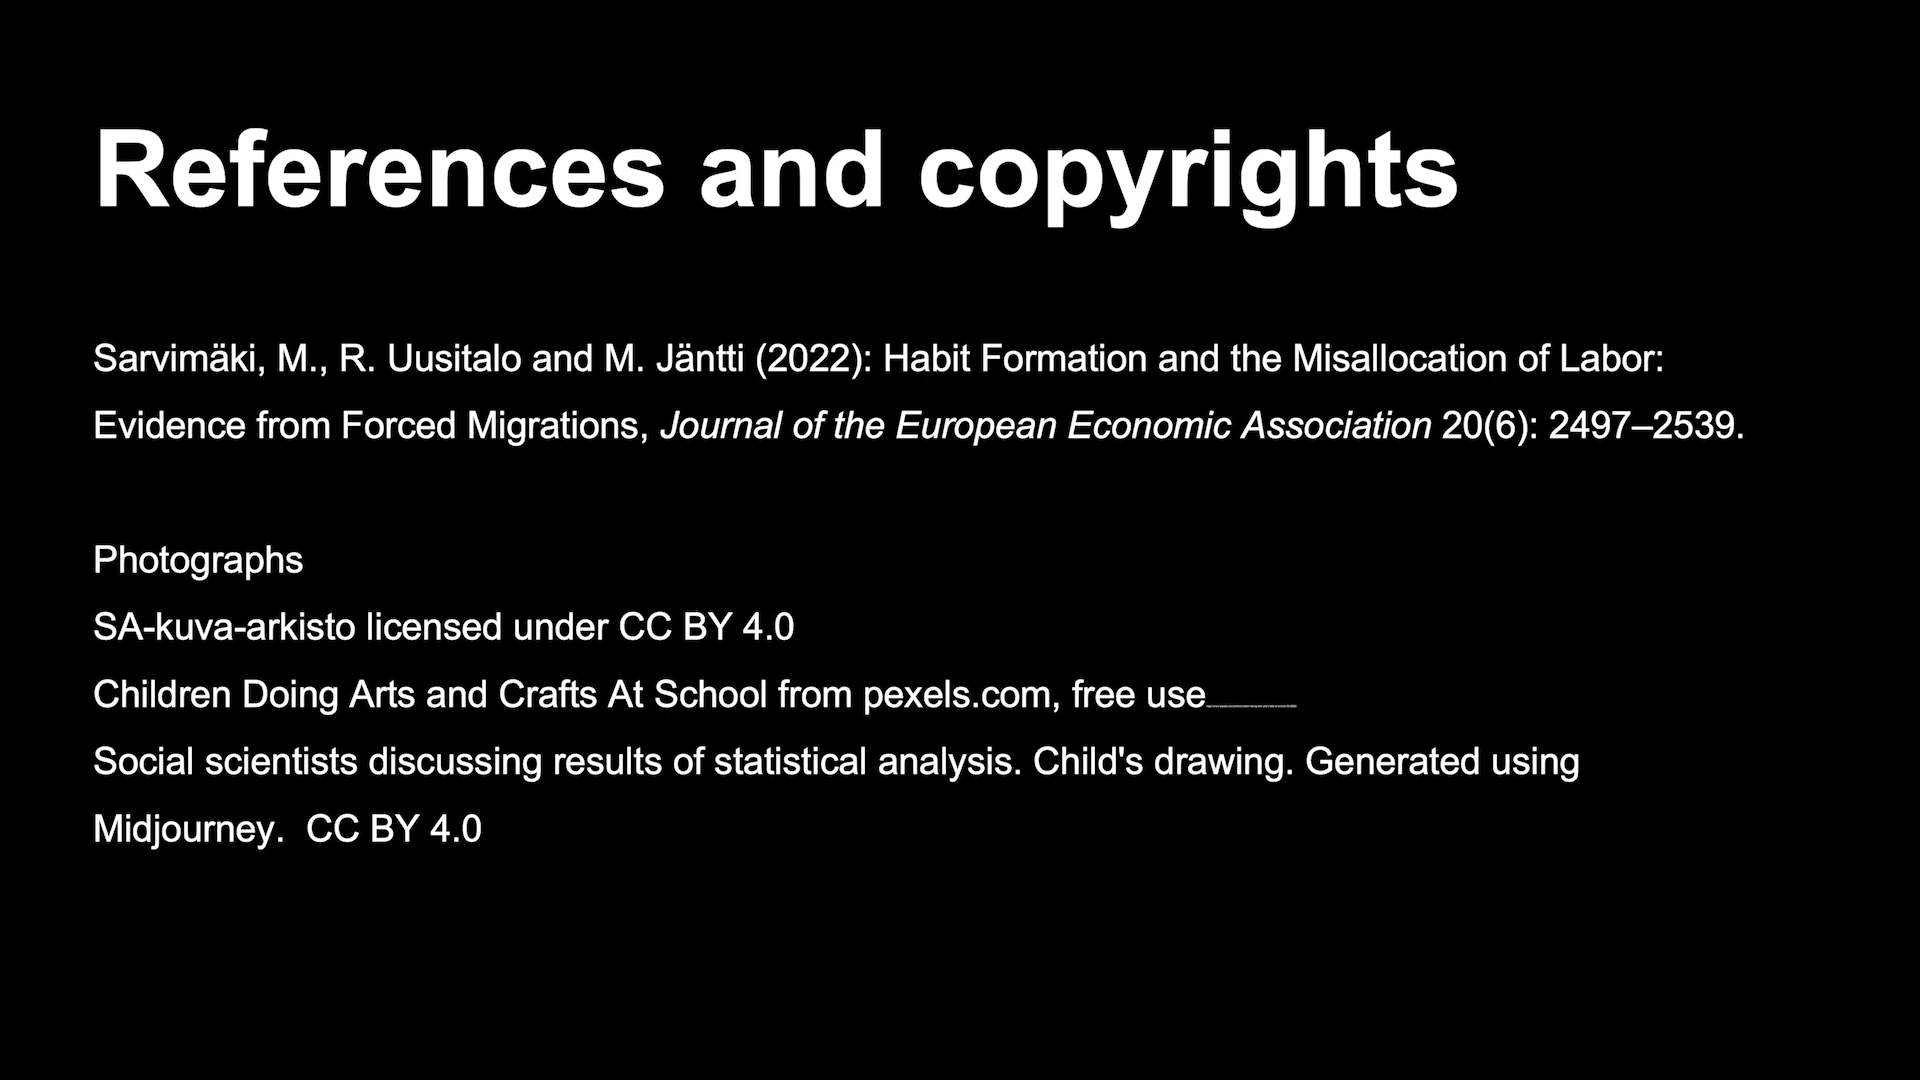 References and copyrights
Sarvimäki, M., R. Uusitalo and M. Jäntti (2022): Habit Formation and the Misallocation of Labor:
Evidence from Forced Migrations, Journal of the European Economic Association 20(6): 2497–2539.
Photographs
SA-kuva-arkisto licensed under CC BY 4.0
Children Doing Arts and Crafts At School from pexels.com, free use
Social scientists discussing results of statistical analysis. Child's drawing. Generated using
Midjourney.  CC BY 4.0